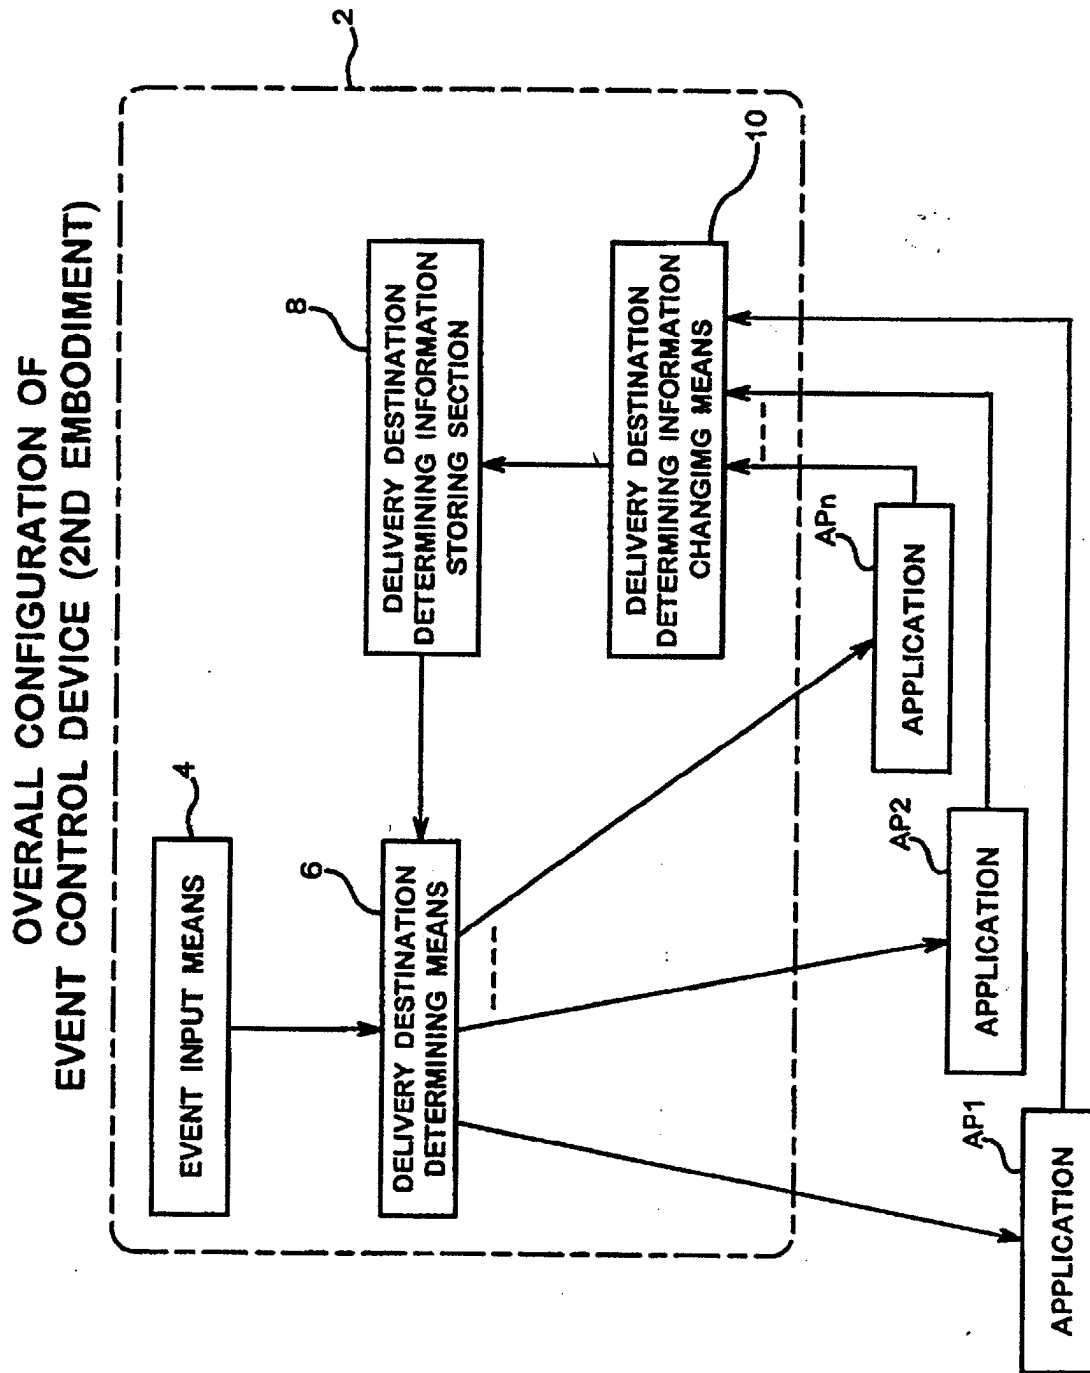 OVERALL CONFIGURATION OF
EVENT CONTROL DEVICE (2ND EMBODIMENT)
2
4
EVENT INPUT MEANS
6
DELIVERY DESTINATION
DETERMINING MEANS
8
DELIVERY DESTINATION
DETERMINING INFORMATION
STORING SECTION
10
DELIVERY DESTINATION
DETERMINING INFORMATION
CHANGIMG MEANS
AP1
APPLICATION
AP2
APPLICATION
APn
APPLICATION